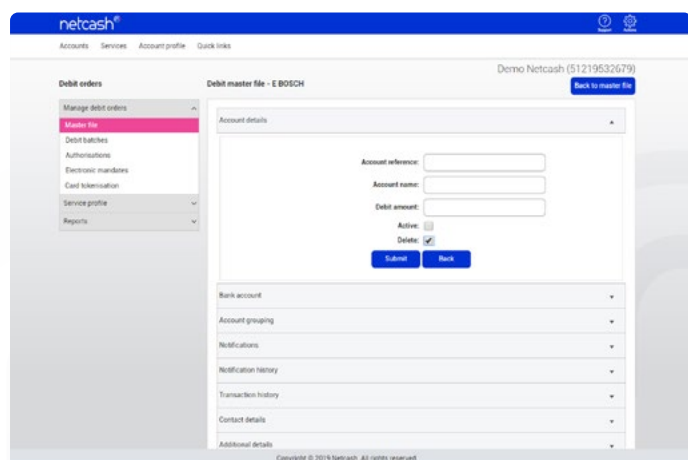 netcash®
Support
Actions
Accounts Services Account profile Quick links
Demo Netcash (51219532679)
Debit orders
Debit master file - E BOSCH
Back to master file
Manage debit orders
Master file
Debit batches
Authorisations
Electronic mandates
Card tokenisation
Service profile
Reports
Account details
Account reference:
Account name:
Debit amount:
Active:
Delete:
Submit Back
Bank account
Account grouping
Notifications
Notification history
Transaction history
Contact details
Additional details
Copyright © 2019 Netcash. All rights reserved.